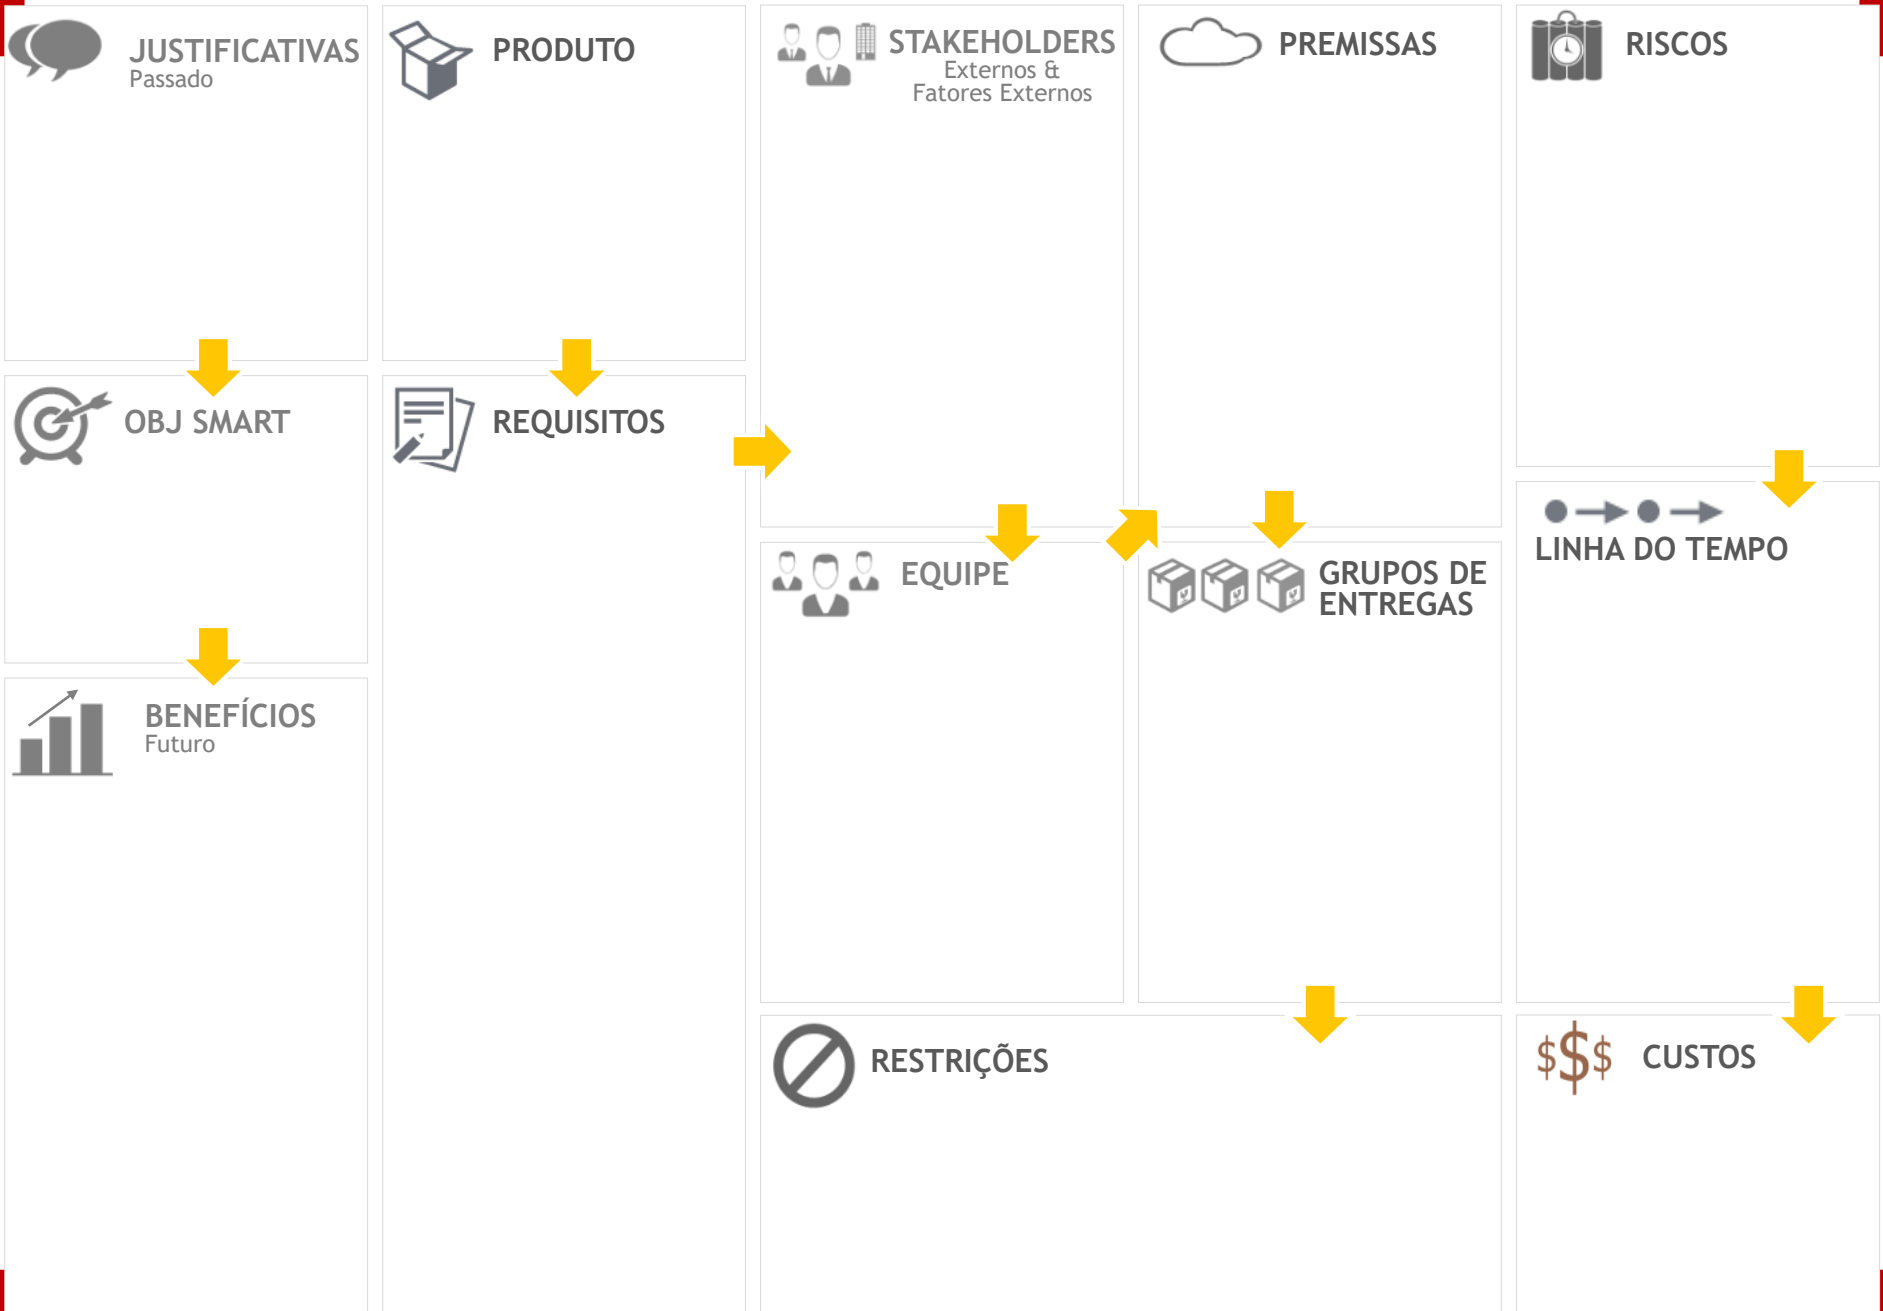 JUSTIFICATIVAS
Passado
OBJ SMART
BENEFÍCIOS
Futuro
PRODUTO
REQUISITOS
STAKEHOLDERS
Externos &
Fatores Externos
EQUIPE
PREMISSAS
GRUPOS DE
ENTREGAS
RESTRIÇÕES
RISCOS
LINHA DO TEMPO
$$$ CUSTOS